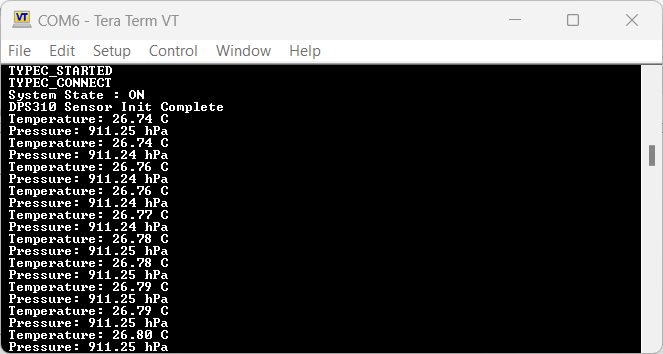 VT COM6 - Tera Term VT
File Edit Setup Control Window Help
TYPEC_STARTED
TYPEC_CONNECT
System State : ON
DPS310 Sensor Init Complete
Temperature: 26.74 C
Pressure: 911.25 hPa
Temperature: 26.74 C
Pressure: 911.24 hPa
Temperature: 26.76 C
Pressure: 911.24 hPa
Temperature: 26.76 C
Pressure: 911.24 hPa
Temperature: 26.77 C
Pressure: 911.24 hPa
Temperature: 26.78 C
Pressure: 911.25 hPa
Temperature: 26.78 C
Pressure: 911.25 hPa
Temperature: 26.79 C
Pressure: 911.25 hPa
Temperature: 26.79 C
Pressure: 911.25 hPa
Temperature: 26.80 C
Pressure: 911.25 hPa